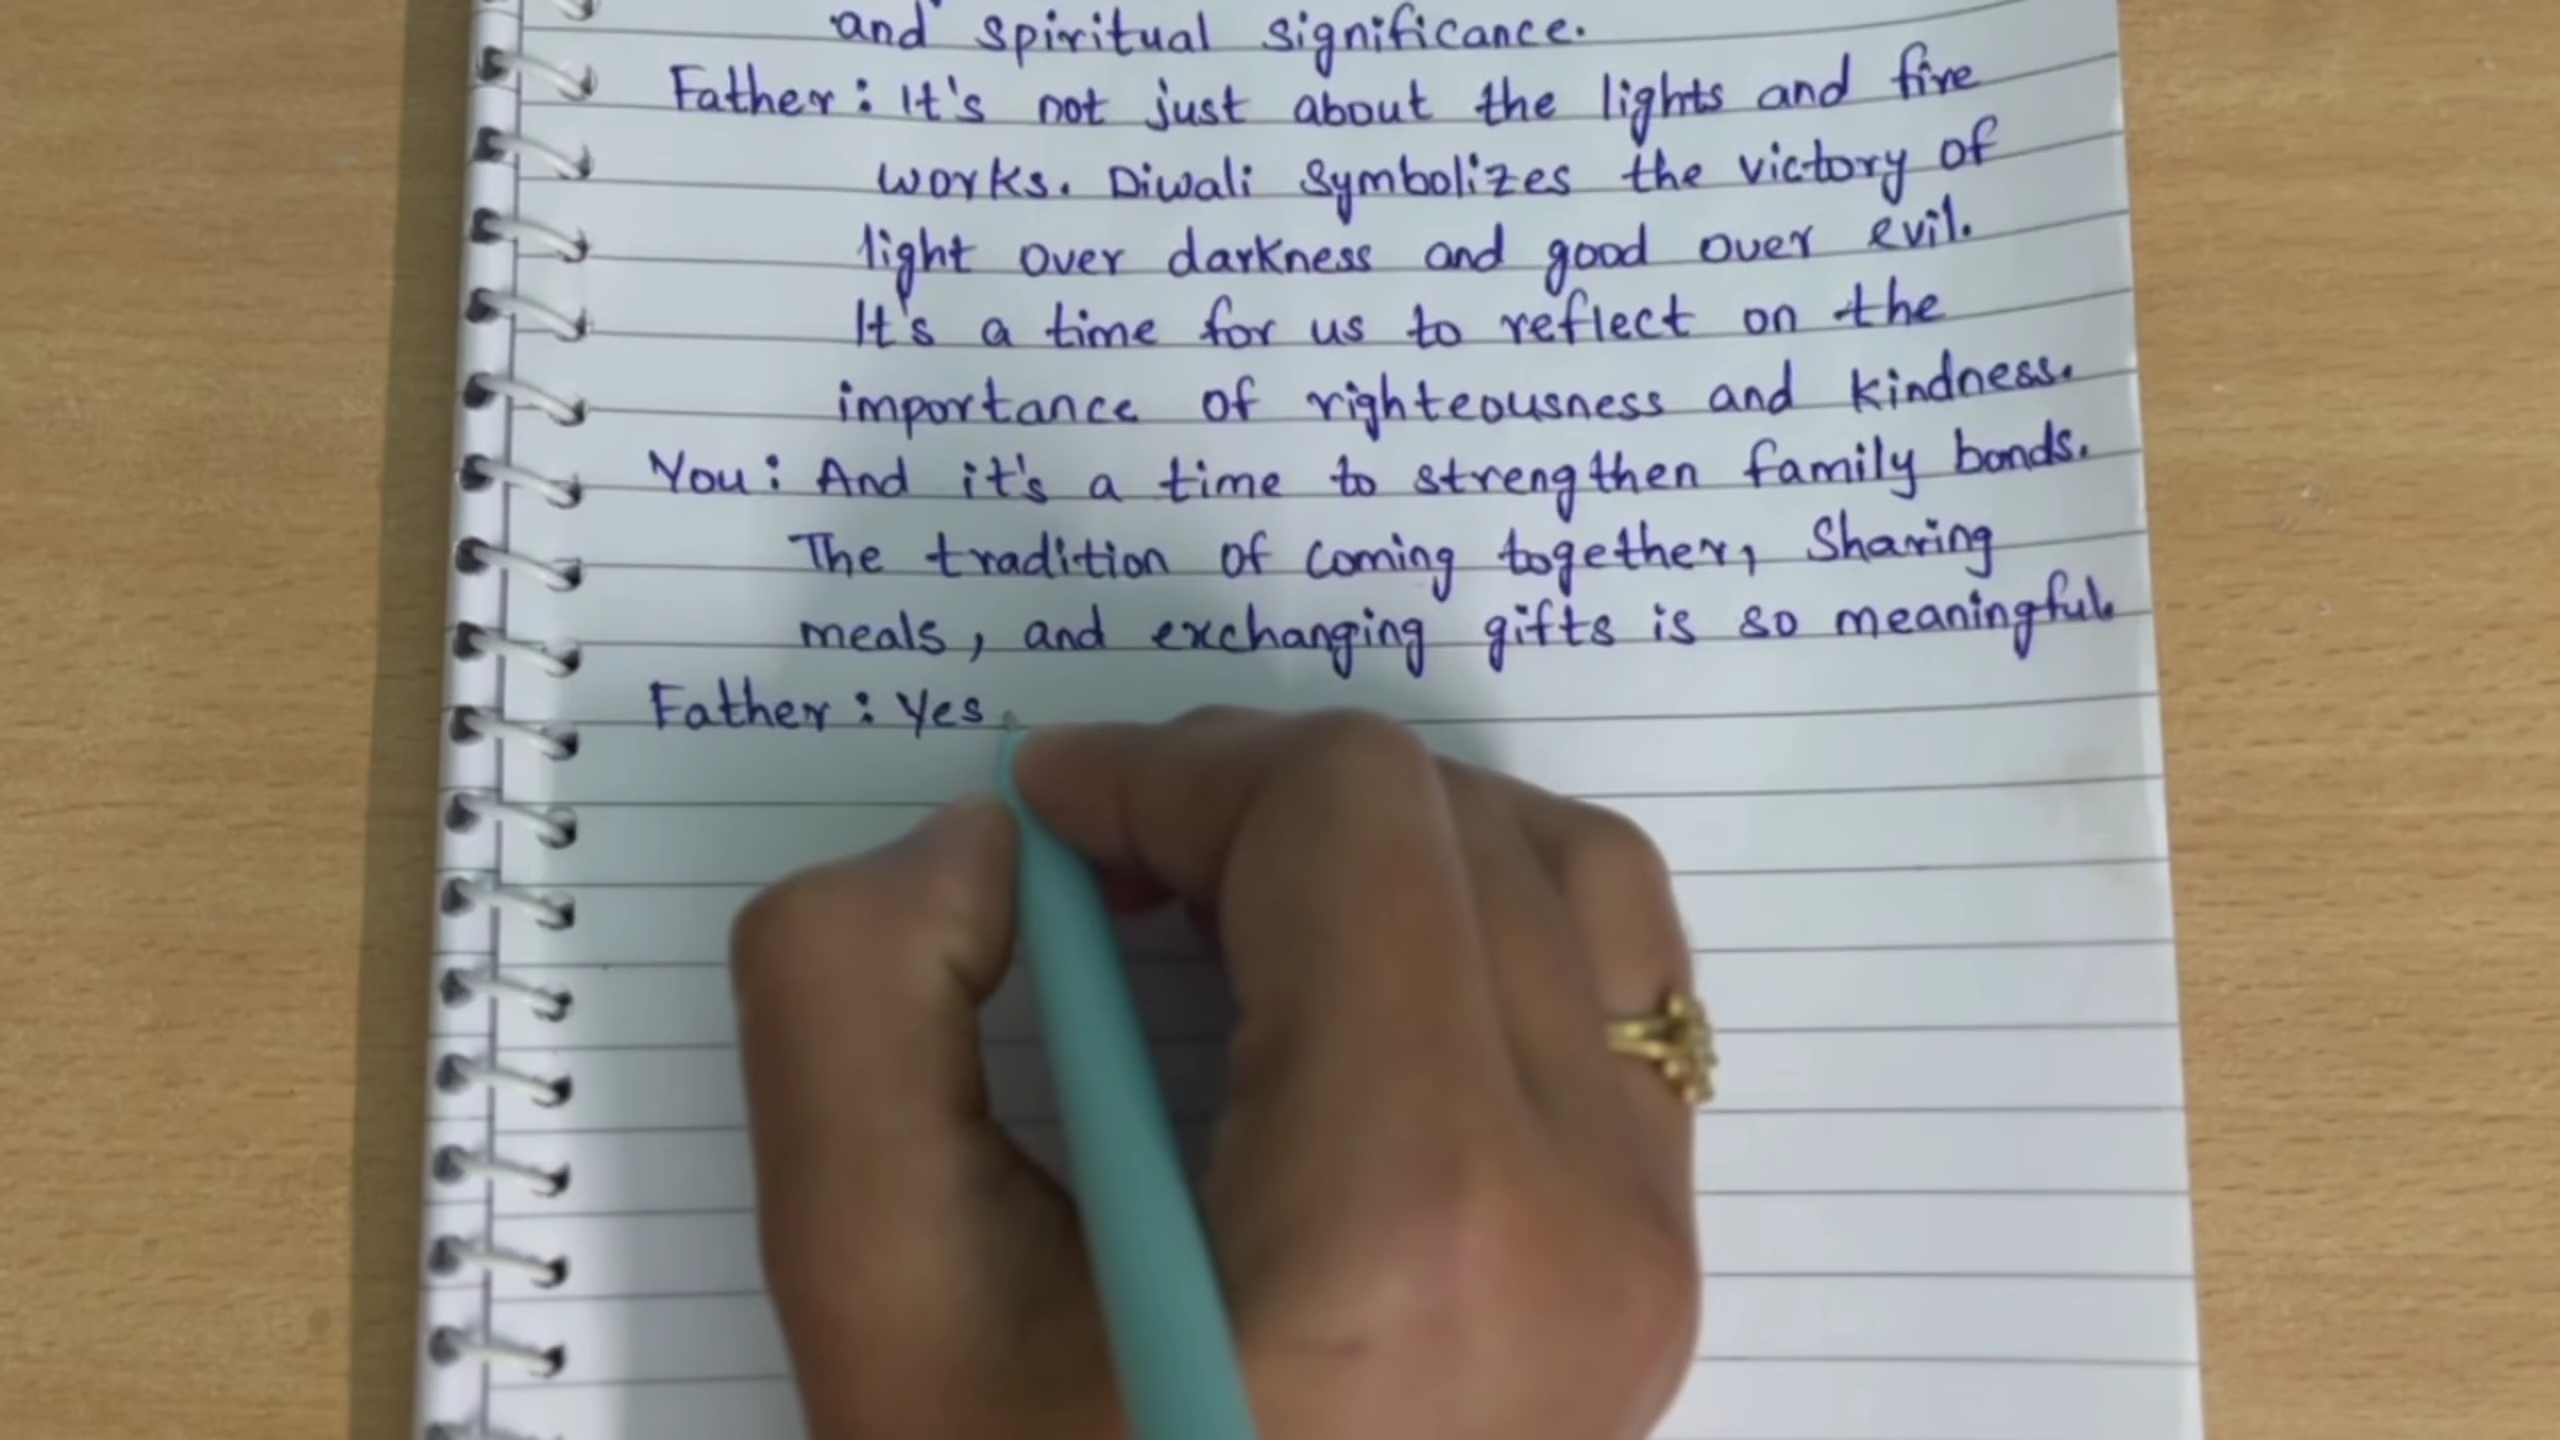 and spiritual significance.
Father : It's not just about the lights and fire
works. Diwali symbolizes the victory of
light over darkness and good over evil.
It's a time for us to reflect on the
importance of righteousness and kindness.
You : And it's a time to strengthen family bonds.
The tradition of coming together, sharing
meals, and exchanging gifts is so meaningful.
Father : Yes